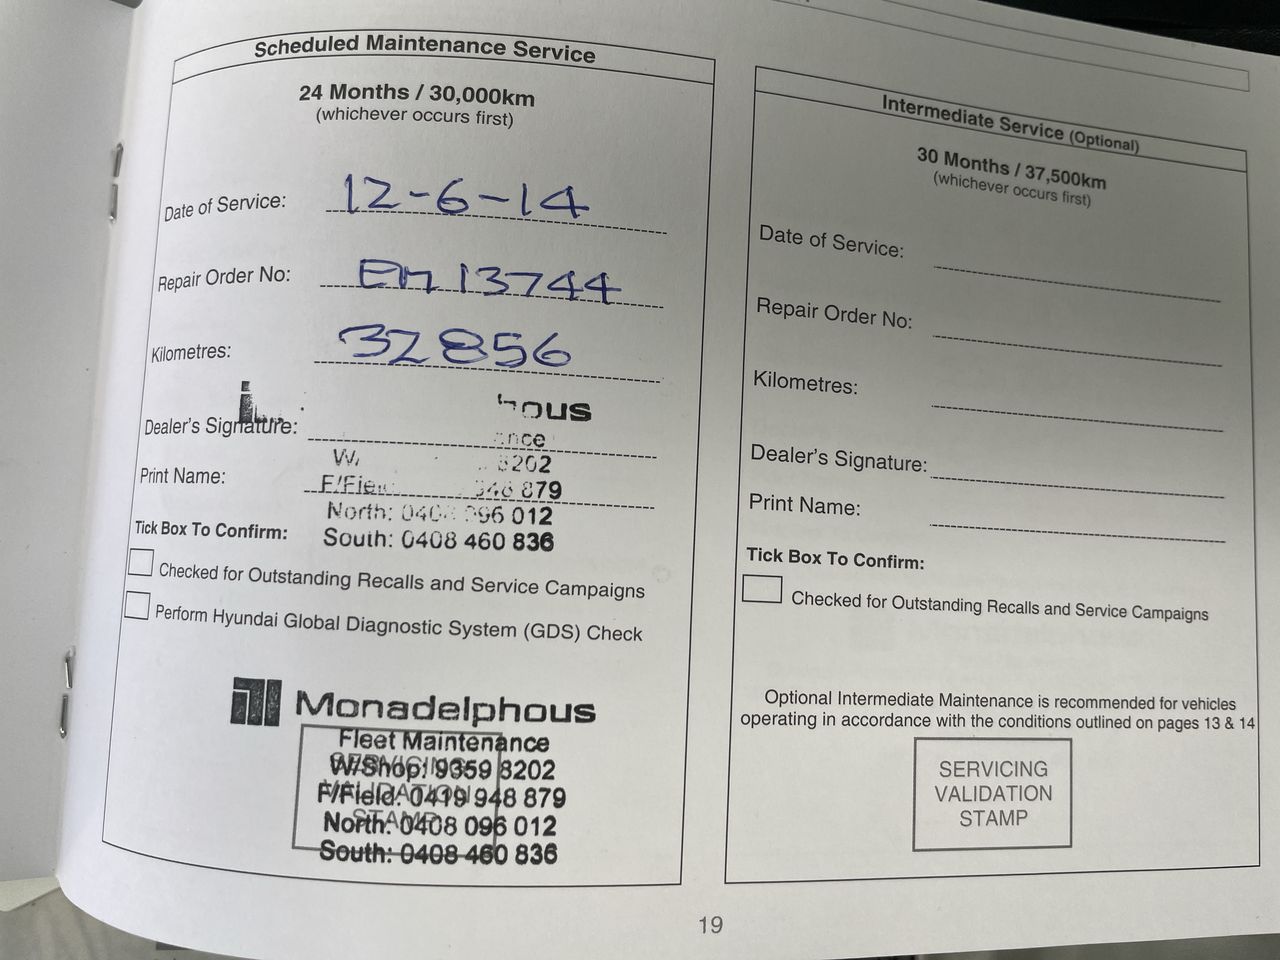 Scheduled Maintenance Service
24 Months / 30,000km
(whichever occurs first)
Date of Service: 12-6-14
Repair Order No: EM 13744
Kilometres: 32856
Dealer's Signature:
Print Name:
North: 040 096 012
South: 0408 460 836
Tick Box To Confirm:
Checked for Outstanding Recalls and Service Campaigns
Perform Hyundai Global Diagnostic System (GDS) Check
Monadelphous
Fleet Maintenance
W/Shop: 9359 8202
F/Field: 0419 948 879
North: 0408 096 012
South: 0408 460 836
SERVICING
VALIDATION
STAMP
Intermediate Service (Optional)
30 Months / 37,500km
(whichever occurs first)
Date of Service:
Repair Order No:
Kilometres:
Dealer's Signature:
Print Name:
Tick Box To Confirm:
Checked for Outstanding Recalls and Service Campaigns
Optional Intermediate Maintenance is recommended for vehicles
operating in accordance with the conditions outlined on pages 13 & 14
SERVICING
VALIDATION
STAMP
19